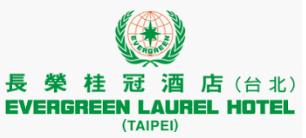 EVERGREEN
長榮桂冠酒店(台北)
EVERGREEN LAUREL HOTEL
(TAIPEI)